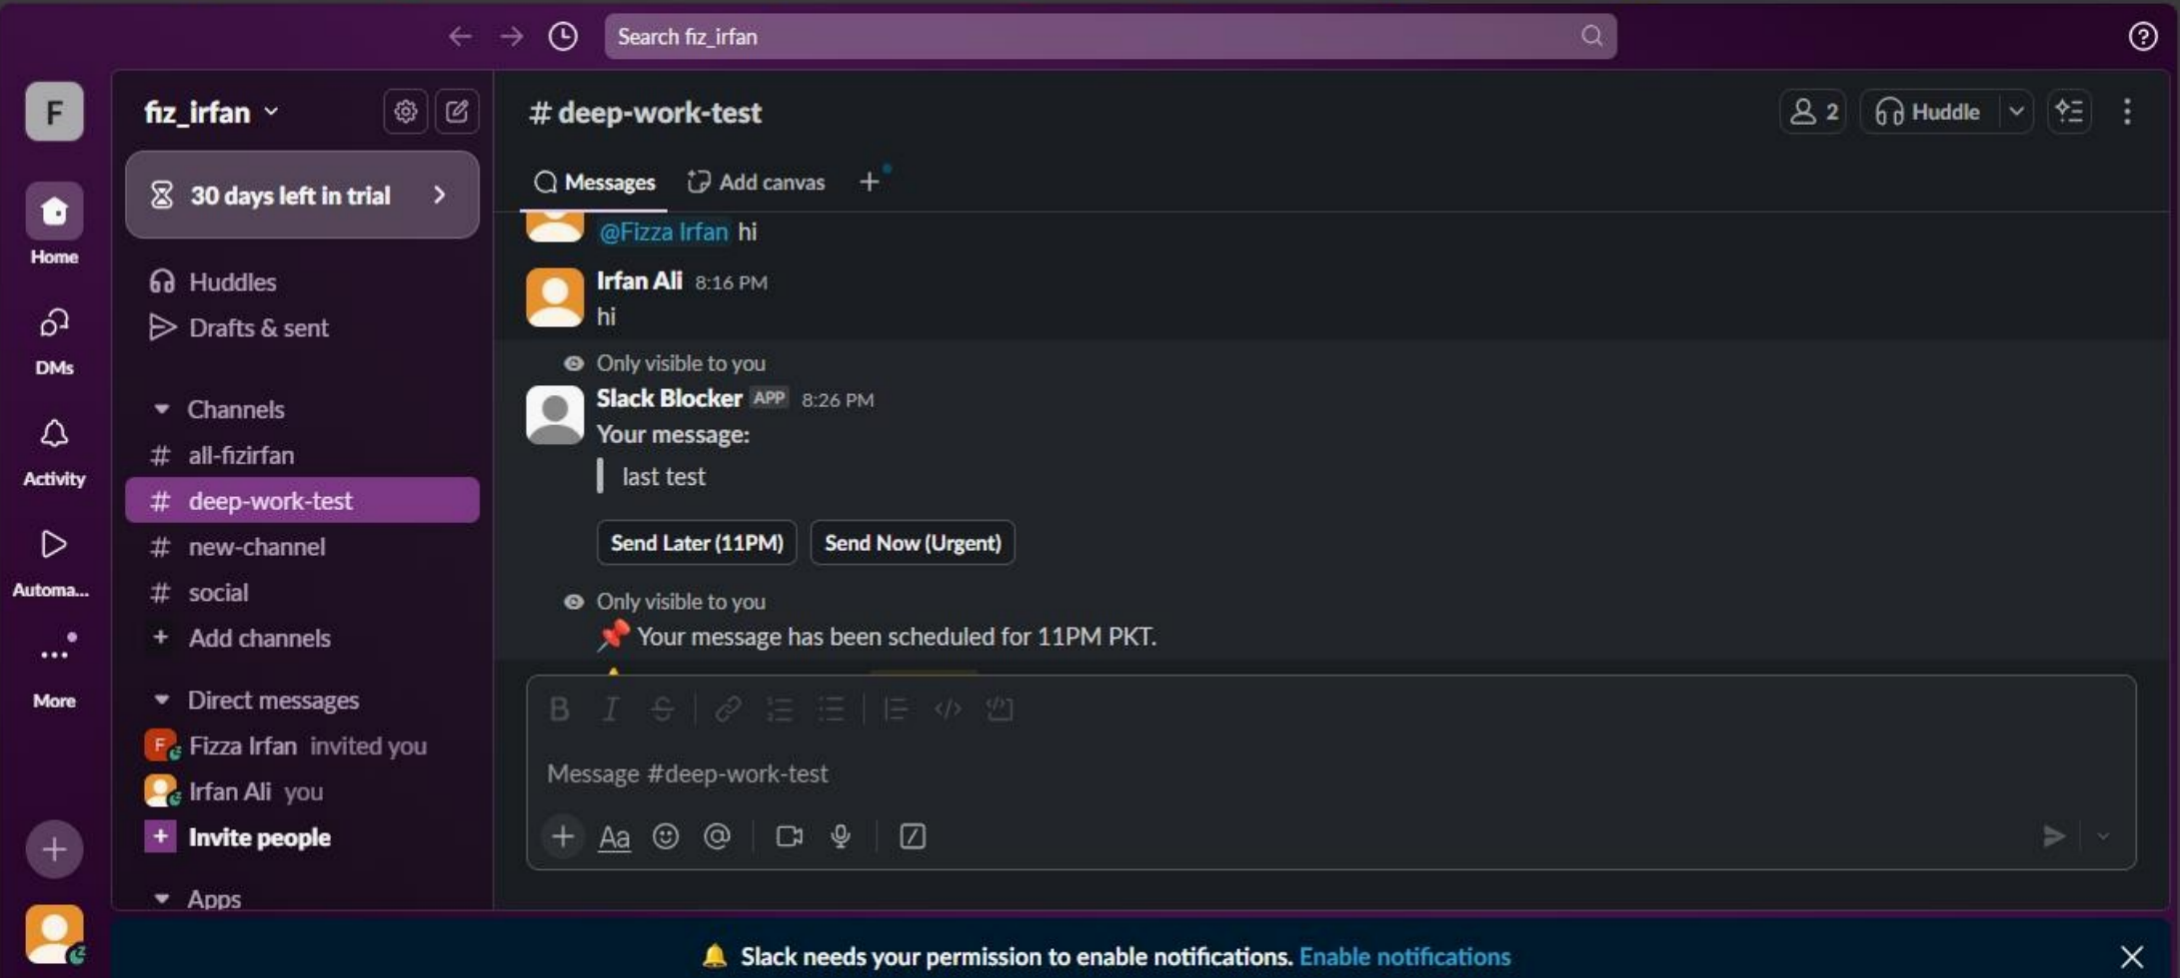 Search fiz_irfan
F
fiz_irfan
30 days left in trial
Home
Huddles
Drafts & sent
DMs
Channels
# all-fizirfan
Activity
# deep-work-test
# new-channel
Automa...
# social
+ Add channels
More
Direct messages
F Fizza Irfan invited you
Irfan Ali you
+ Invite people
Apps
# deep-work-test
2
Huddle
Messages
Add canvas
+
@Fizza Irfan hi
Irfan Ali 8:16 PM
hi
Only visible to you
Slack Blocker APP 8:26 PM
Your message:
last test
Send Later (11PM) Send Now (Urgent)
Only visible to you
📌 Your message has been scheduled for 11PM PKT.
B I S
Message #deep-work-test
+ Aa @
🔔 Slack needs your permission to enable notifications. Enable notifications